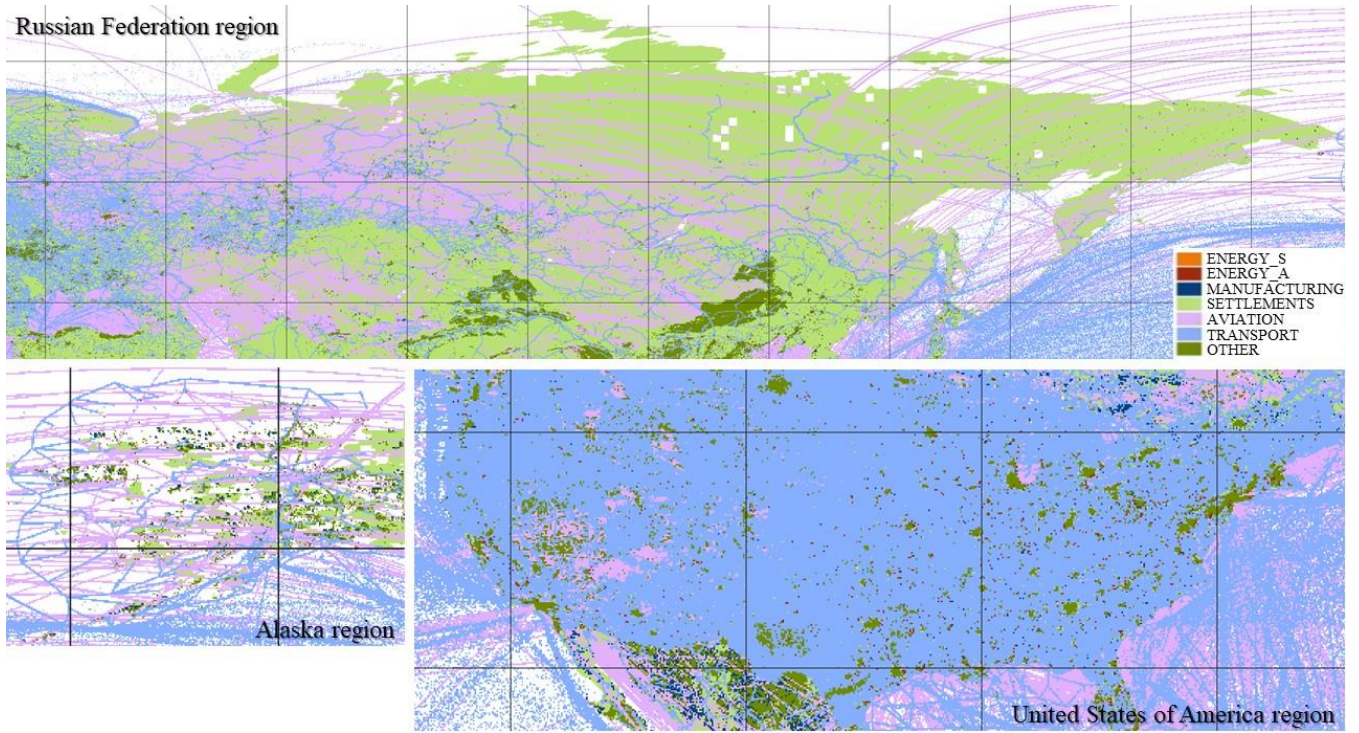 Russian Federation region
ENERGY_S
ENERGY_A
MANUFACTURING
SETTLEMENTS
AVIATION
TRANSPORT
OTHER
Alaska region
United States of America region